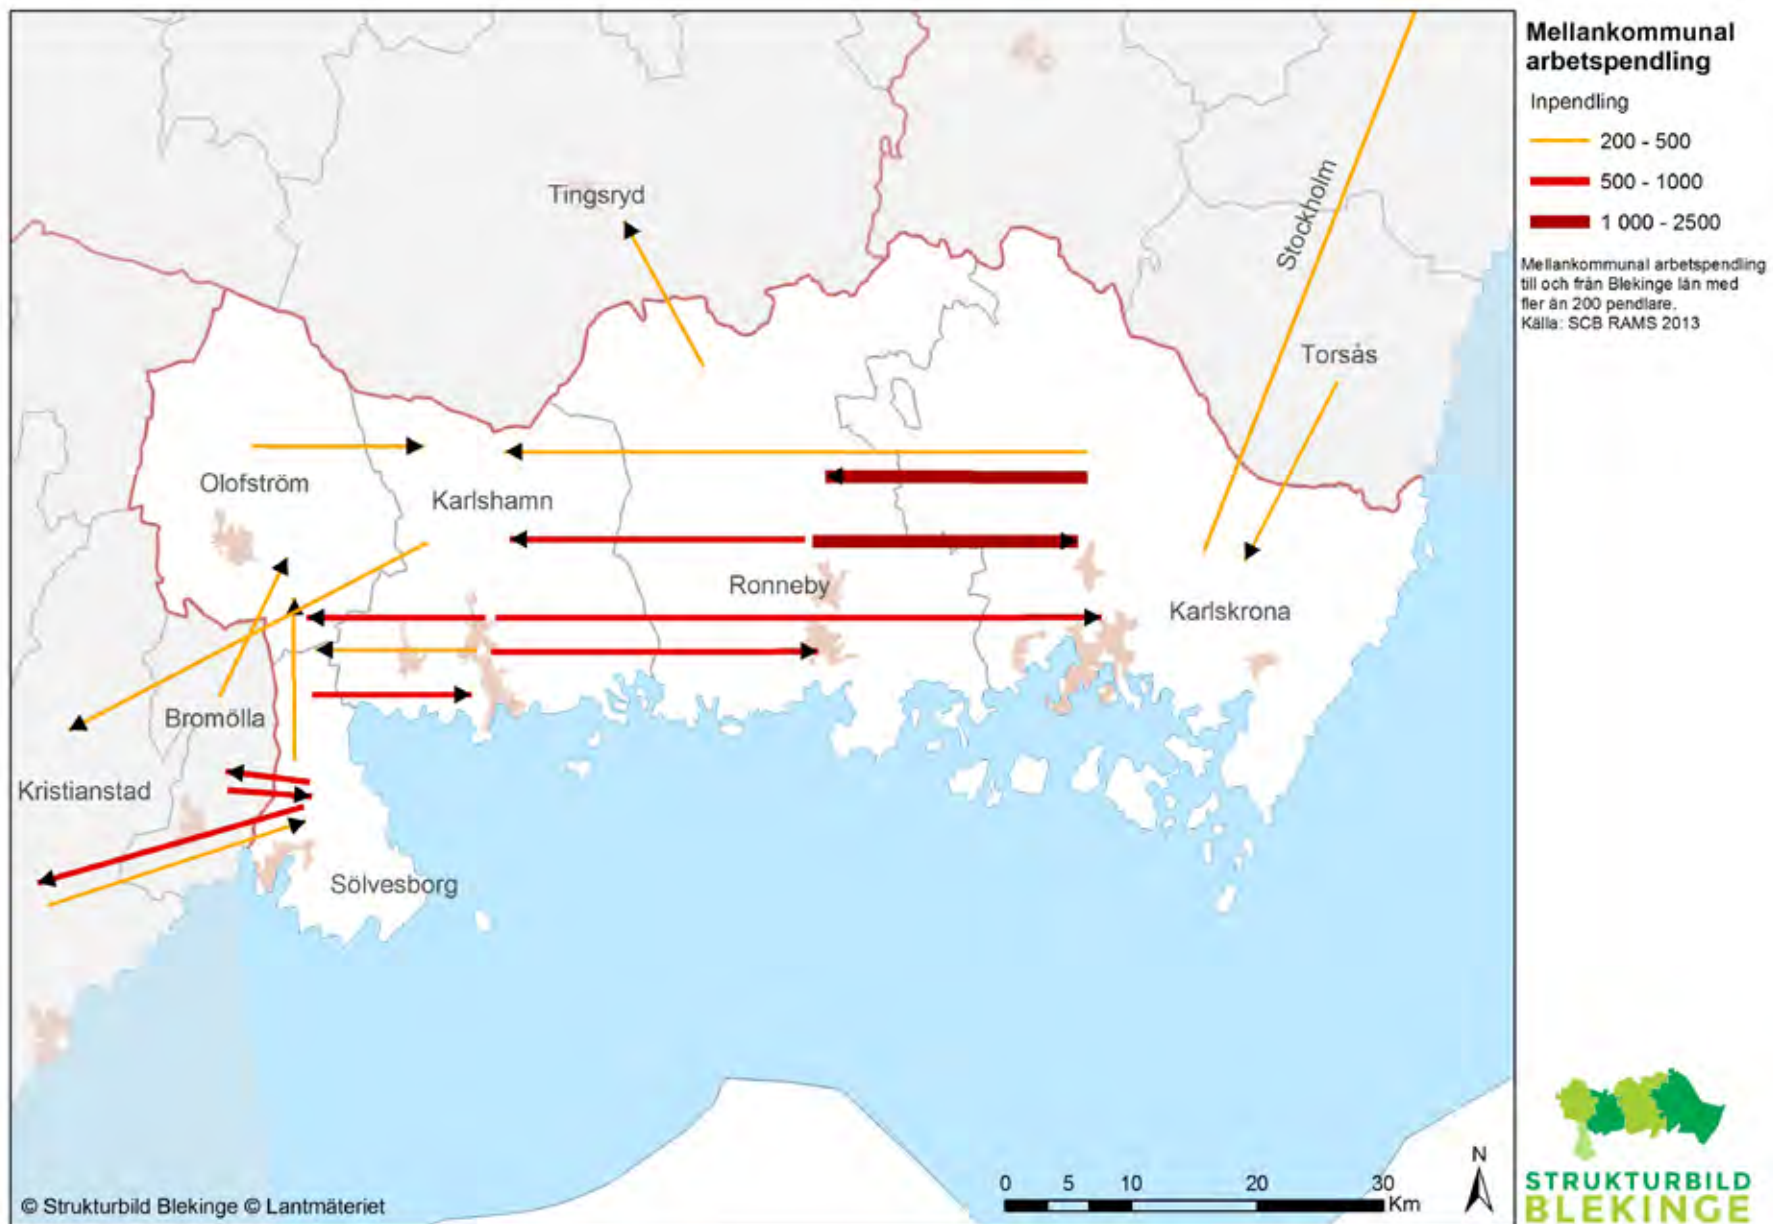 Mellankommunal
arbetspendling
Inpendling
200 - 500
500 - 1000
1 000 - 2500
Mellankommunal arbetspendling
till och från Blekinge län med
fler än 200 pendlare.
Källa: SCB RAMS 2013
Tingsryd
Stockholm
Torsås
Olofström
Karlshamn
Ronneby
Karlskrona
Bromölla
Kristianstad
Sölvesborg
N
0 5 10 20 30
Km
© Strukturbild Blekinge © Lantmäteriet
STRUKTURBILD
BLEKINGE